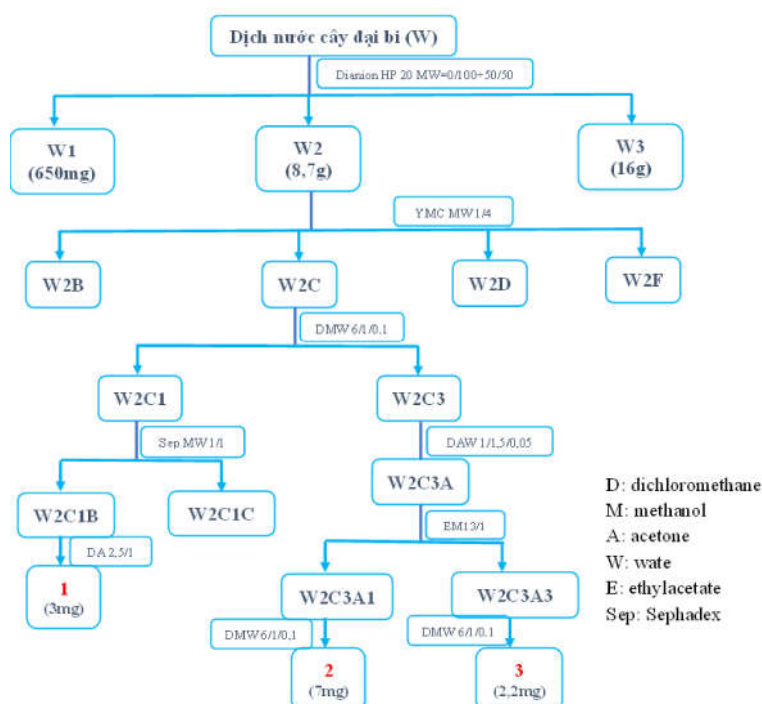 Dịch nước cây đại bi (W)
Dianion HP 20 MW=0/100÷50/50
W1
(650mg)
W2
(8,7g)
W3
(16g)
YMC MW1/4
W2B
W2C
W2D
W2F
DMW 6/1/0,1
W2C1
W2C3
Sep MW1/1
DAW 1/1,5/0,05
W2C1B
W2C1C
W2C3A
DA 2,5/1
EM13/1
1
(3mg)
W2C3A1
W2C3A3
DMW6/1/0,1
DMW 6/1/0,1
2
(7mg)
3
(2,2mg)
D: dichloromethane
M: methanol
A: acetone
W: wate
E: ethylacetate
Sep: Sephadex